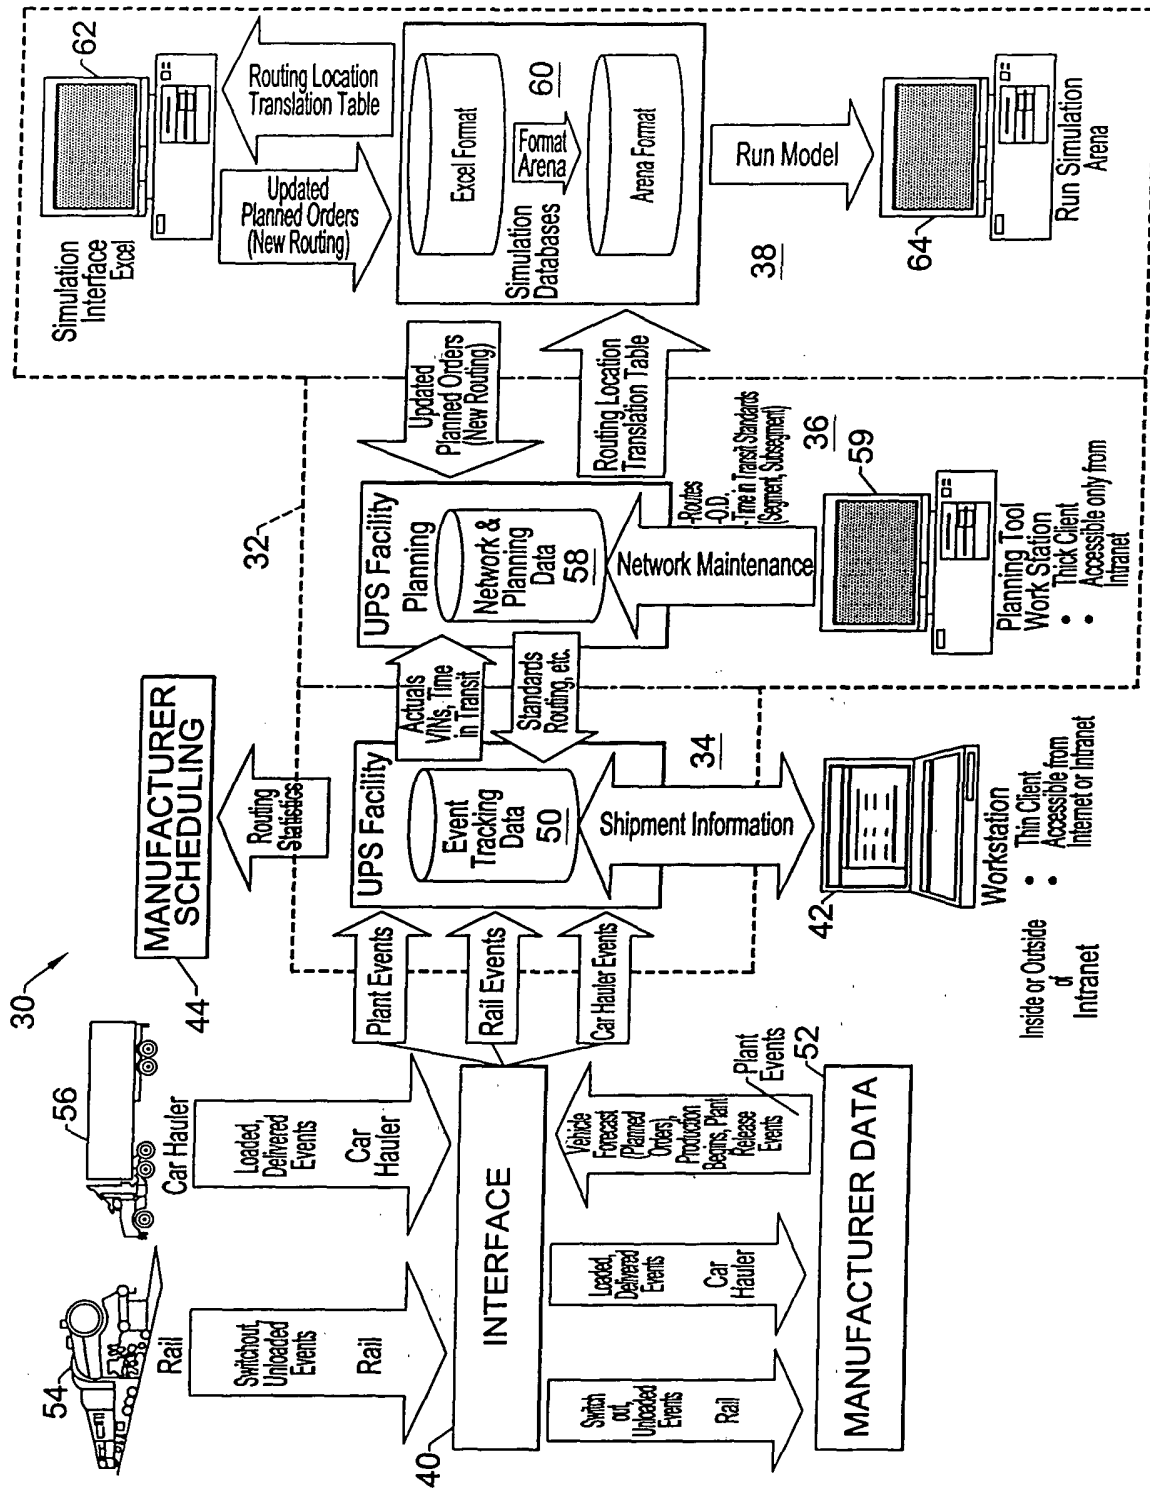 30
54
Rail
Switchout,
Unloaded
Events
Rail
56
Car Hauler
Loaded,
Delivered
Events
Car
Hauler
40
INTERFACE
Switch
out,
Unloaded
Events
Rail
Loaded,
Delivered
Events
Car
Hauler
Vehicle
Forecast
(Planned
Orders),
Production
Begins, Plant
Release
Events
Plant
Events
52
MANUFACTURER DATA
Plant Events
Rail Events
Car Hauler Events
44
MANUFACTURER
SCHEDULING
Routing
Statistics
32
UPS Facility
Event
Tracking
Data
50
34
Shipment Information
42
Workstation
• Thin Client
• Accessible from
Internet or Intranet
Inside or Outside
of
Intranet
Actuals
VINs, Time
in Transit
Standards
Routing, etc.
UPS Facility
Planning
Network &
Planning
Data
58
Network Maintenance
-Routes
-O.D.
-Time in Transit Standards
(Segment, Subsegment)
36
59
Planning Tool
Work Station
• Thick Client
• Accessible only from
Intranet
Updated
Planned Orders
(New Routing)
Routing Location
Translation Table
Simulation
Interface
Excel
62
Updated
Planned Orders
(New Routing)
Routing Location
Translation Table
Excel Format
Format
Arena
60
Arena Format
Simulation
Databases
Run Model
38
64
Run Simulation
Arena